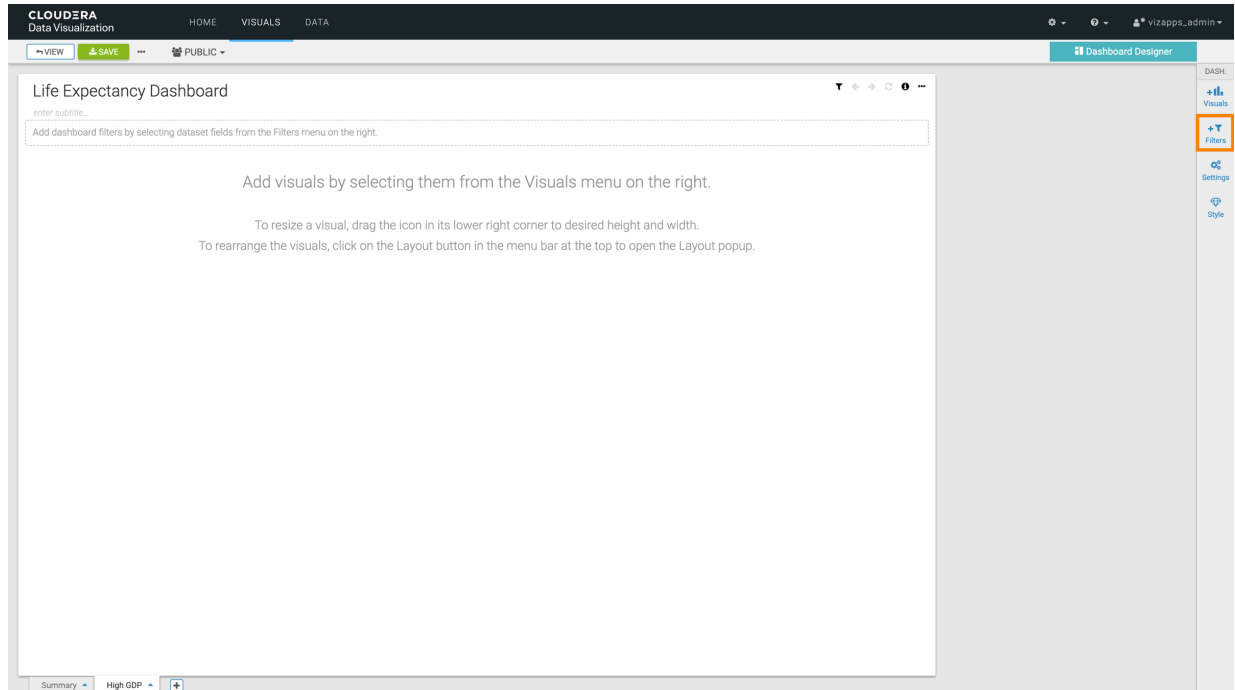 CLOUDERA
Data Visualization
HOME VISUALS DATA
vizapps_admin
VIEW SAVE PUBLIC
Dashboard Designer
DASH.
Life Expectancy Dashboard
Visuals
enter subtitle...
Add dashboard filters by selecting dataset fields from the Filters menu on the right.
Filters
Add visuals by selecting them from the Visuals menu on the right.
Settings
To resize a visual, drag the icon in its lower right corner to desired height and width.
Style
To rearrange the visuals, click on the Layout button in the menu bar at the top to open the Layout popup.
Summary High GDP